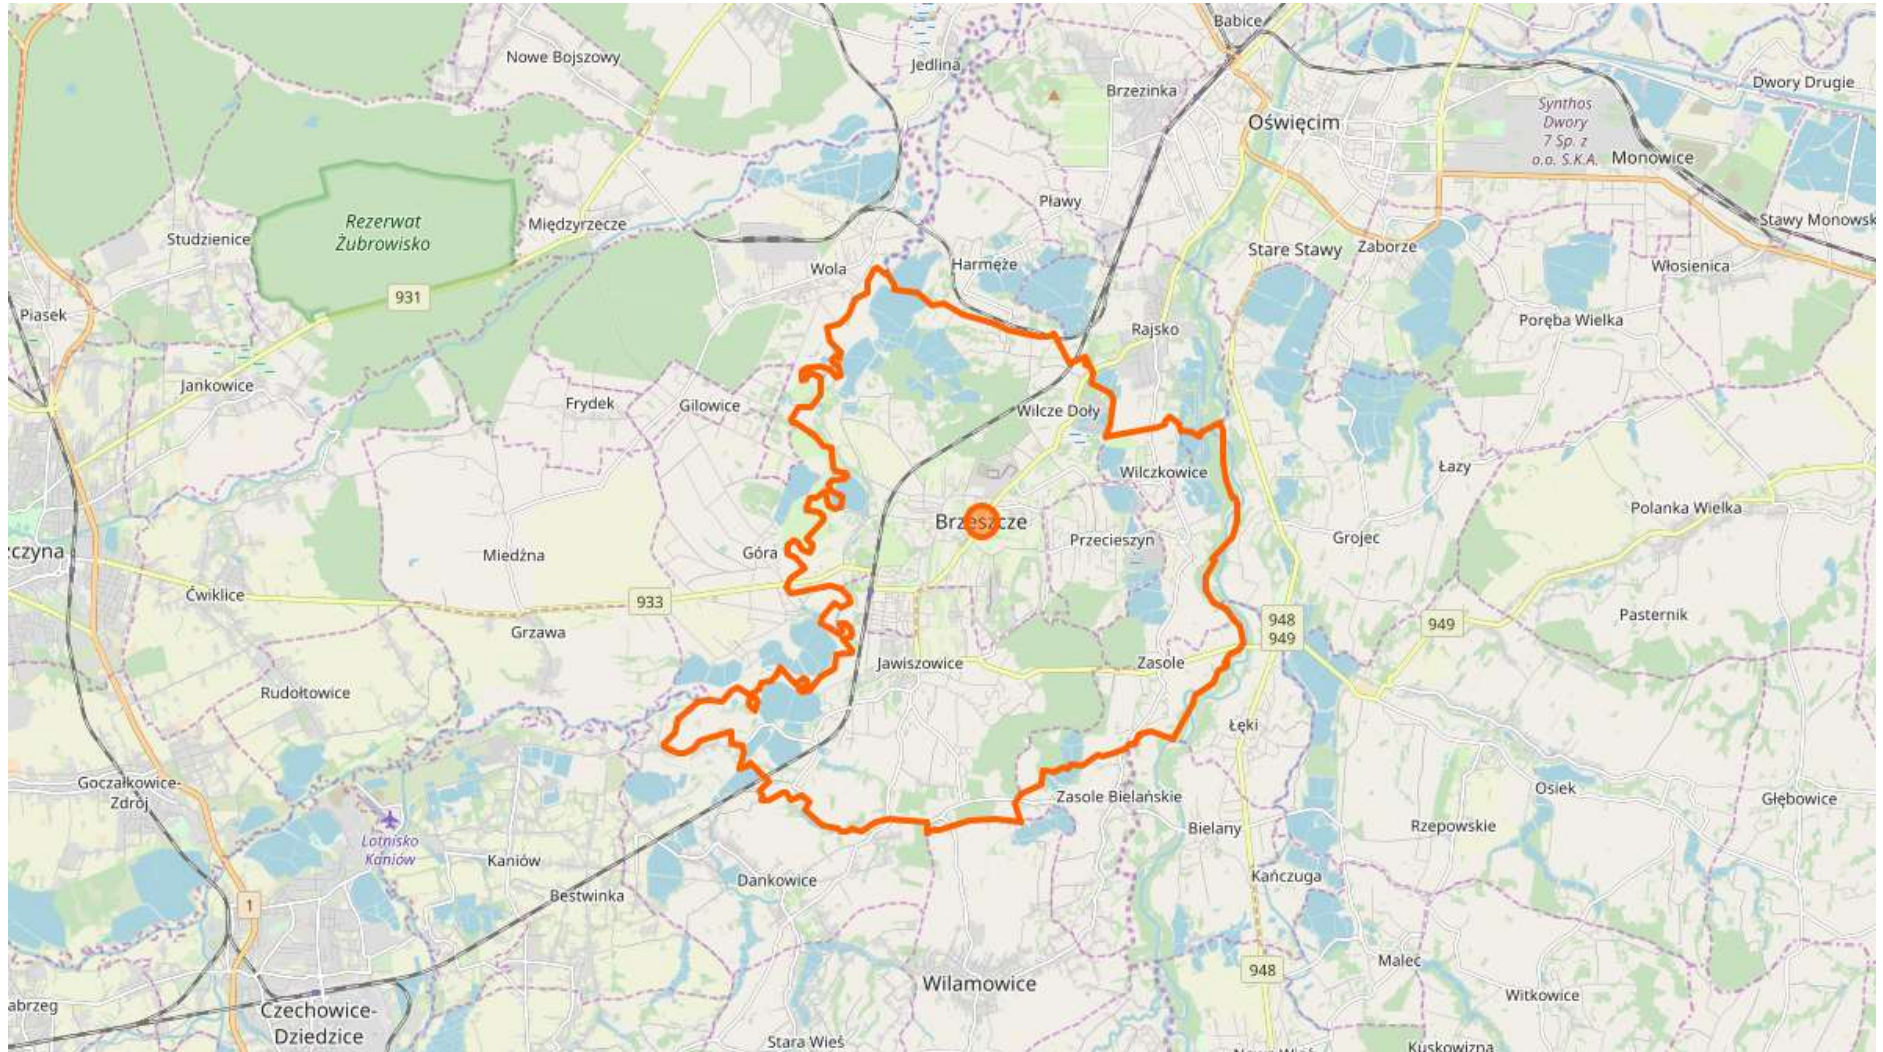 Babice
Nowe Bojszowy
Jedlina
Dwory Drugie
Brzezinka
Synthos
Dwory
7 Sp. z
o.o. S.K.A.
Oświęcim
Monowice
Pławy
Rezerwat
Żubrowisko
Międzyrzecze
Stawy Monowsk
Studzienice
Stare Stawy
Zaborze
Harmęże
Włosienica
Wola
931
Piasek
Poręba Wielka
Rajsko
Jankowice
Frydek
Gilowice
Wilcze Doły
Łazy
Wilczkowice
Polanka Wielka
Brzeszcze
Grojec
Przecieszyn
zczyna
Miedźna
Góra
Ćwiklice
933
Pasternik
948
949
949
Grzawa
Jawiszowice
Zasole
Rudołtowice
Łęki
Goczałkowice-
Zdrój
Osiek
Zasole Bielańskie
Głębowice
Bielany
Rzepowskie
Lotnisko
Kaniów
Kaniów
Dankowice
Kańczuga
Bestwinka
1
Malec
948
Wilamowice
Witkowice
abrzeg
Czechowice-
Dziedzice
Stara Wieś
Nowa Wieś
Kuskowizna